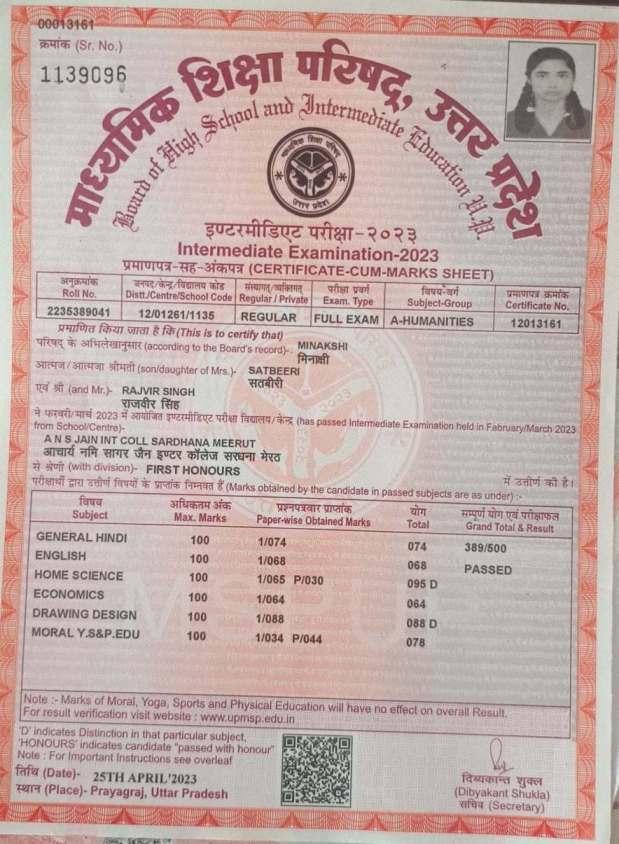 00013161
क्रमांक (Sr. No.)
1139096
माध्यमिक शिक्षा परिषद्, उत्तर प्रदेश
Board of High School and Intermediate Education U.P.
माध्यमिक शिक्षा परिषद्
उत्तर प्रदेश
इण्टरमीडिएट परीक्षा-२०२३
Intermediate Examination-2023
प्रमाणपत्र-सह-अंकपत्र (CERTIFICATE-CUM-MARKS SHEET)
अनुक्रमांक जनपद/केन्द्र/विद्यालय कोड संस्थागत/व्यक्तिगत परीक्षा प्रवर्ग विषय-वर्ग प्रमाणपत्र क्रमांक
Roll No. Distt./Centre/School Code Regular / Private Exam. Type Subject-Group Certificate No.
2235389041 12/01261/1135 REGULAR FULL EXAM A-HUMANITIES 12013161
प्रमाणित किया जाता है कि (This is to certify that)
परिषद् के अभिलेखानुसार (according to the Board's record)- MINAKSHI
मिनाक्षी
आत्मज/आत्मजा श्रीमती (son/daughter of Mrs.)- SATBEERI
सतबीरी
एवं श्री (and Mr.)- RAJVIR SINGH
राजवीर सिंह
ने फरवरी/मार्च 2023 में आयोजित इण्टरमीडिएट परीक्षा विद्यालय/केन्द्र (has passed Intermediate Examination held in February/March 2023
from School/Centre)-
A N S JAIN INT COLL SARDHANA MEERUT
आचार्य नमि सागर जैन इण्टर कॉलेज सरधना मेरठ
से श्रेणी (with division)- FIRST HONOURS में उत्तीर्ण की है।
परीक्षार्थी द्वारा उत्तीर्ण विषयों के प्राप्तांक निम्नवत हैं (Marks obtained by the candidate in passed subjects are as under) :-
विषय अधिकतम अंक प्रश्नपत्रवार प्राप्तांक योग सम्पूर्ण योग एवं परीक्षाफल
Subject Max. Marks Paper-wise Obtained Marks Total Grand Total & Result
GENERAL HINDI 100 1/074 074 389/500
ENGLISH 100 1/068 068 PASSED
HOME SCIENCE 100 1/065 P/030 095 D
ECONOMICS 100 1/064 064
DRAWING DESIGN 100 1/088 088 D
MORAL Y.S&P.EDU 100 1/034 P/044 078
Note :- Marks of Moral, Yoga, Sports and Physical Education will have no effect on overall Result.
For result verification visit website : www.upmsp.edu.in
'D' indicates Distinction in that particular subject,
'HONOURS' indicates candidate "passed with honour"
Note : For Important Instructions see overleaf
तिथि (Date)- 25TH APRIL'2023
स्थान (Place)- Prayagraj, Uttar Pradesh
दिब्यकान्त शुक्ल
(Dibyakant Shukla)
सचिव (Secretary)